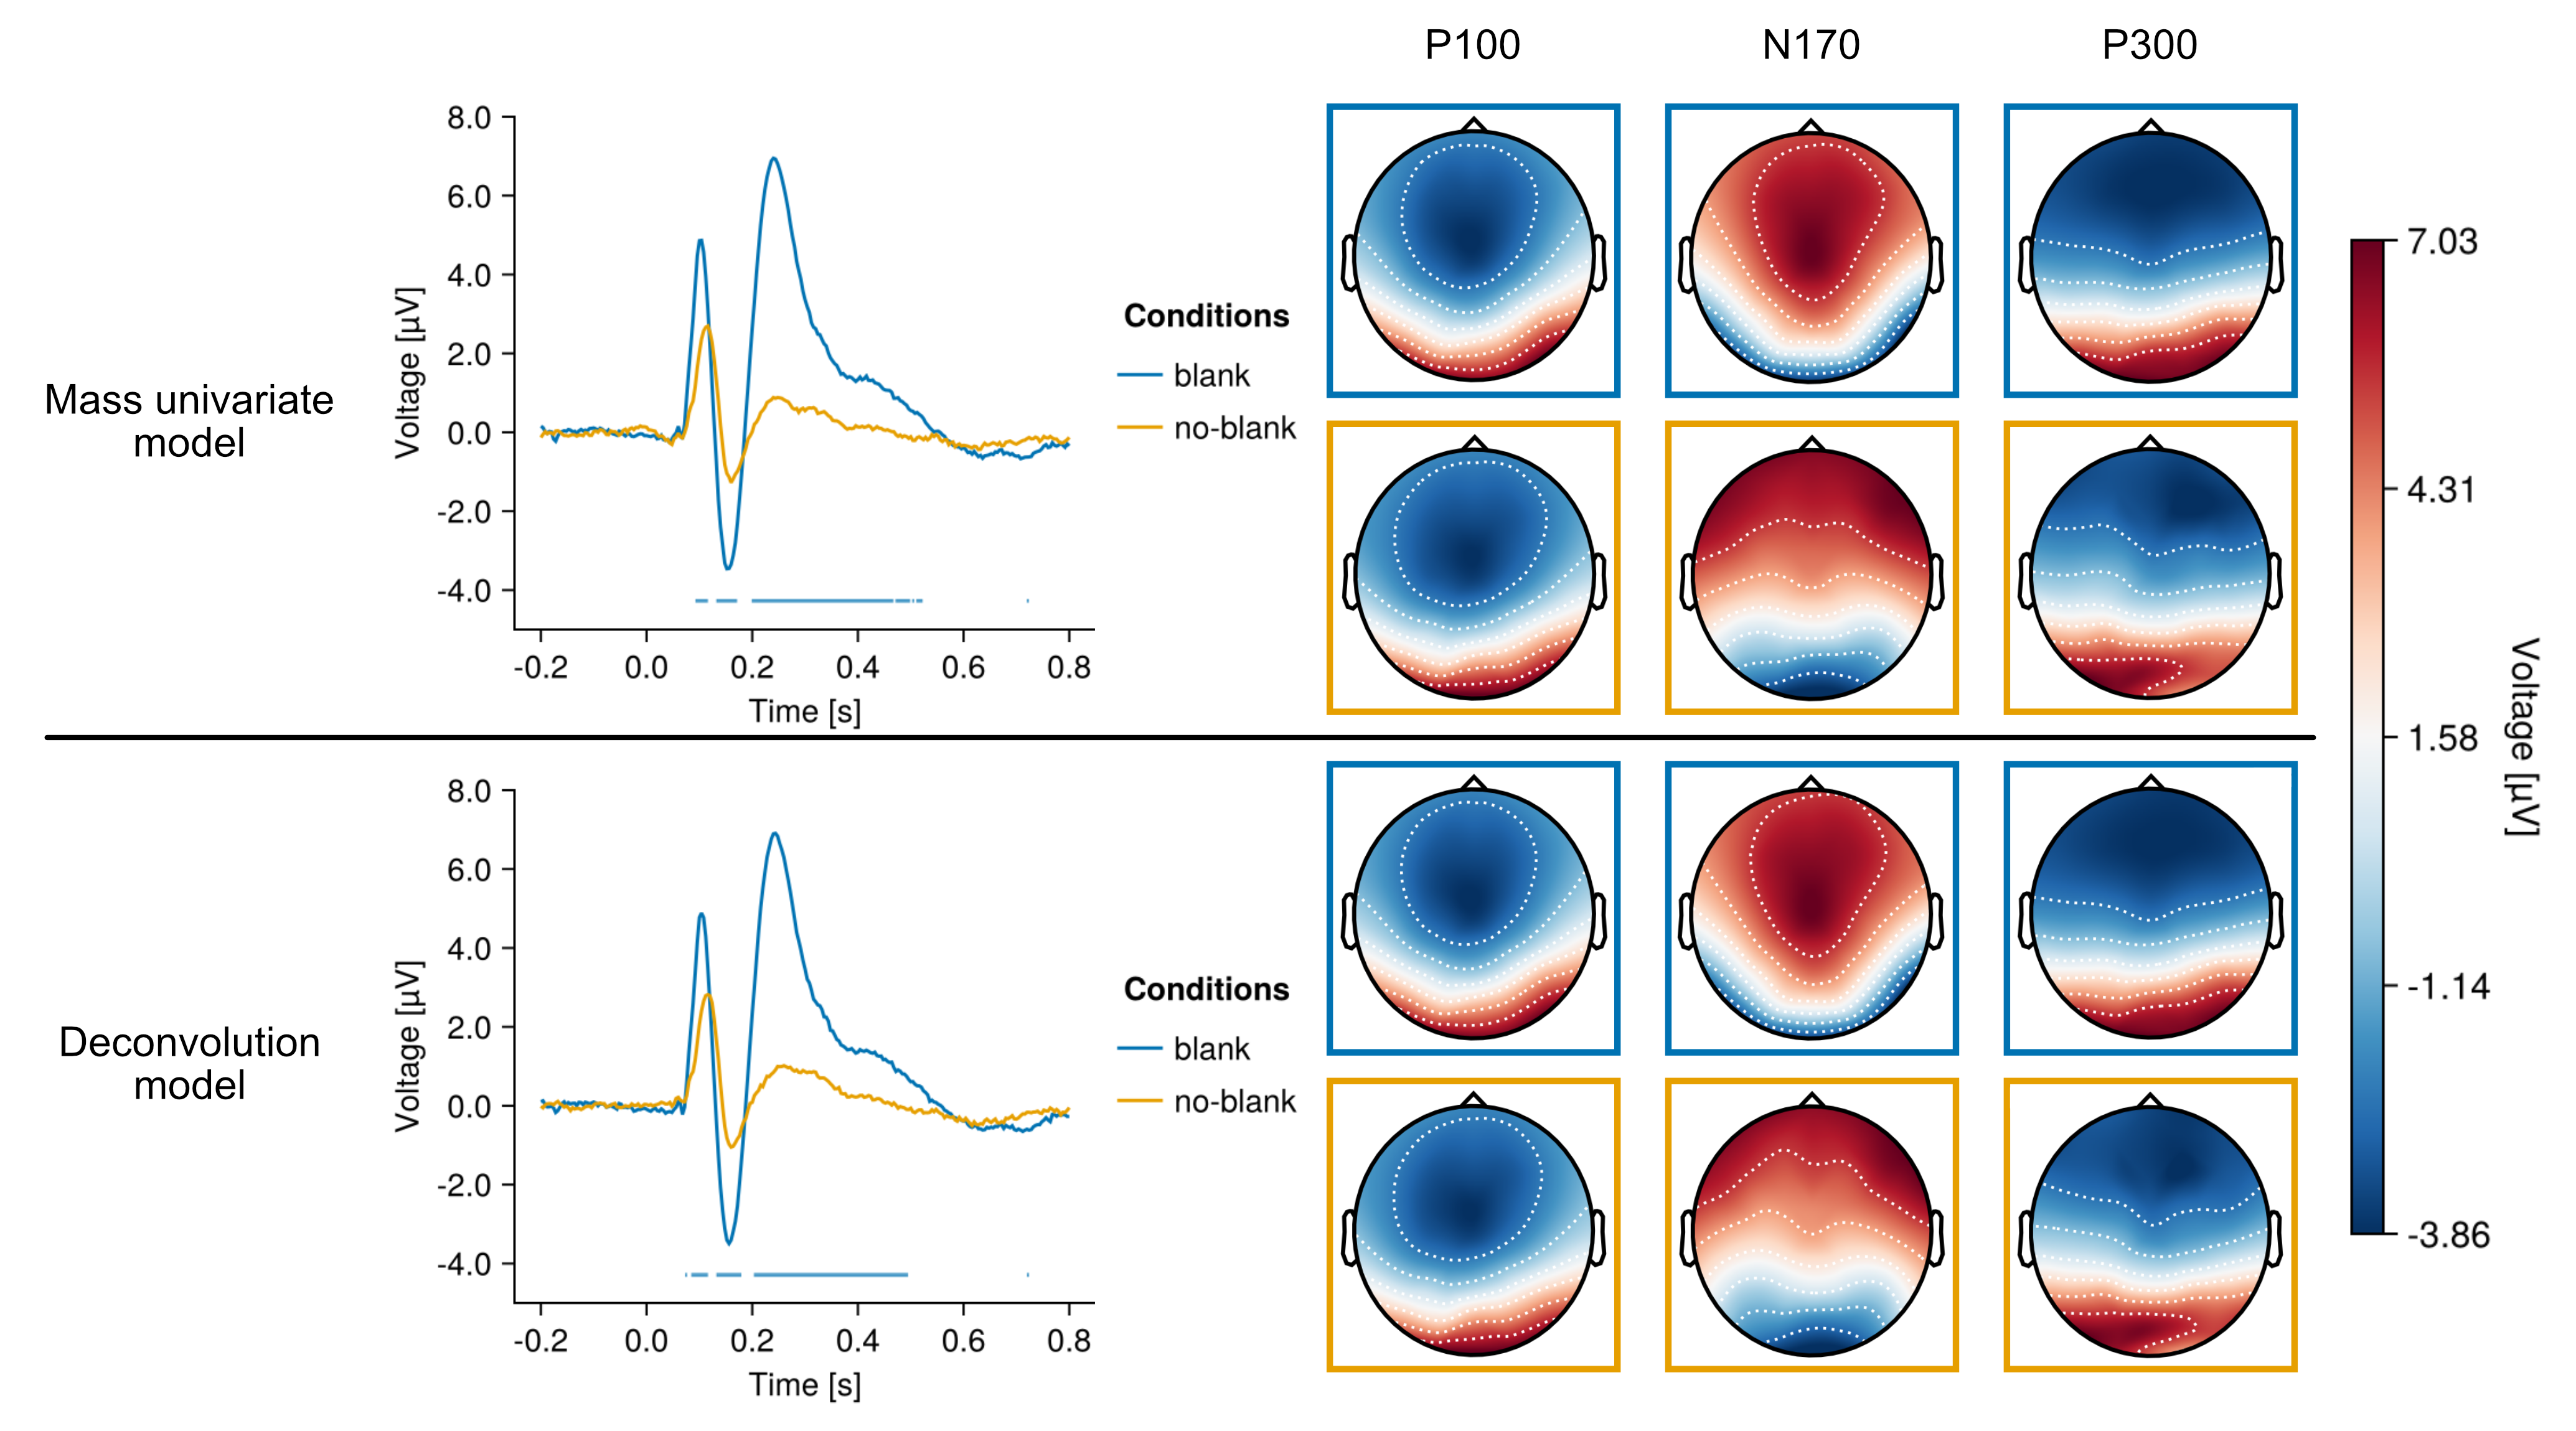 P100 N170 P300
Mass univariate
model
Voltage [µV]
8.0
6.0
4.0
2.0
0.0
-2.0
-4.0
-0.2 0.0 0.2 0.4 0.6 0.8
Time [s]
Conditions
blank
no-blank
Deconvolution
model
Voltage [µV]
8.0
6.0
4.0
2.0
0.0
-2.0
-4.0
-0.2 0.0 0.2 0.4 0.6 0.8
Time [s]
Conditions
blank
no-blank
7.03
4.31
1.58
-1.14
-3.86
Voltage [µV]